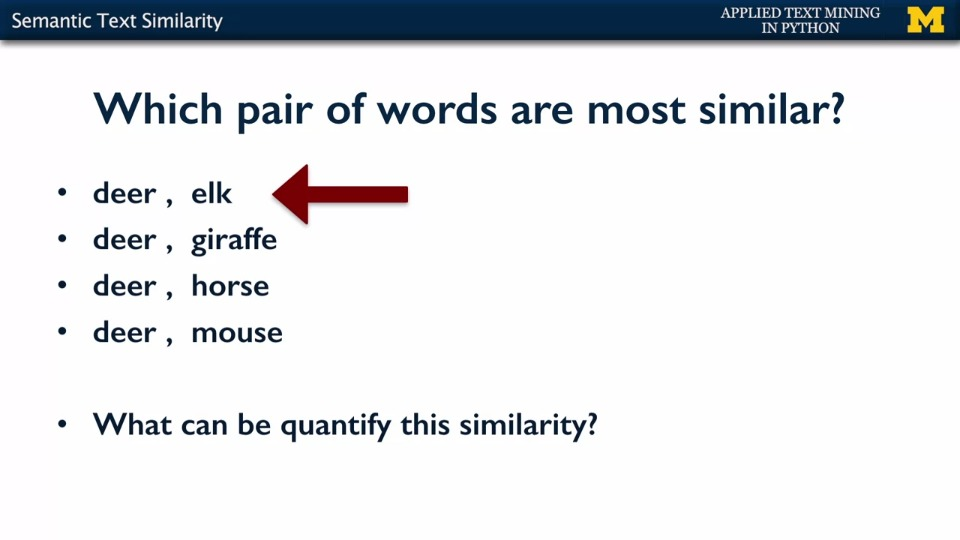 Semantic Text Similarity
APPLIED TEXT MINING
IN PYTHON
M
Which pair of words are most similar?
• deer , elk
• deer , giraffe
• deer , horse
• deer , mouse
• What can be quantify this similarity?